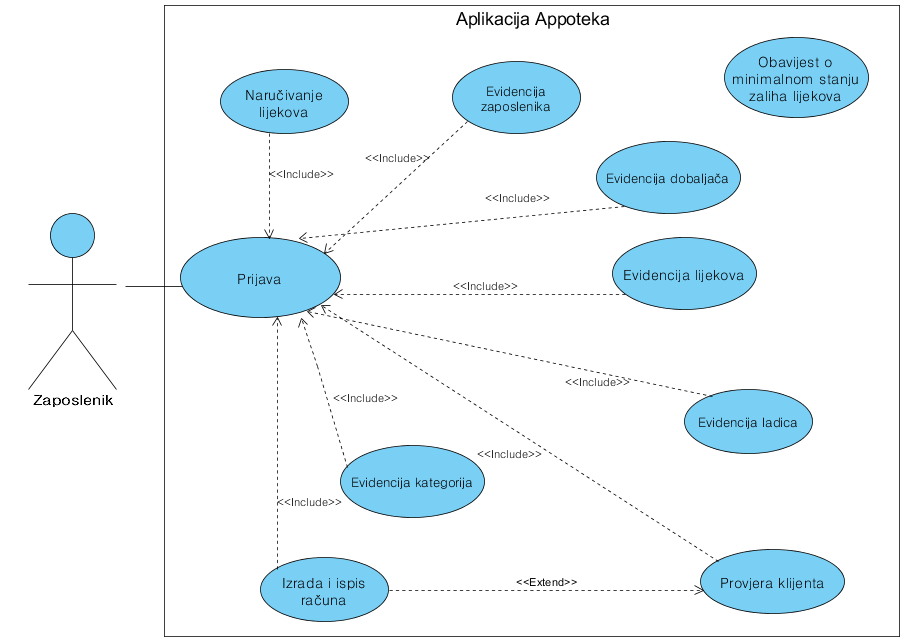 Aplikacija Appoteka
Obavijest o
minimalnom stanju
zaliha lijekova
Naručivanje
lijekova
Evidencija
zaposlenika
<<Include>>
<<Include>>
Evidencija dobaljača
<<Include>>
Prijava
Evidencija lijekova
<<Include>>
Zaposlenik
<<Include>>
<<Include>>
Evidencija ladica
<<Include>>
Evidencija kategorija
<<Include>>
Izrada i ispis
računa
<<Extend>>
Provjera klijenta